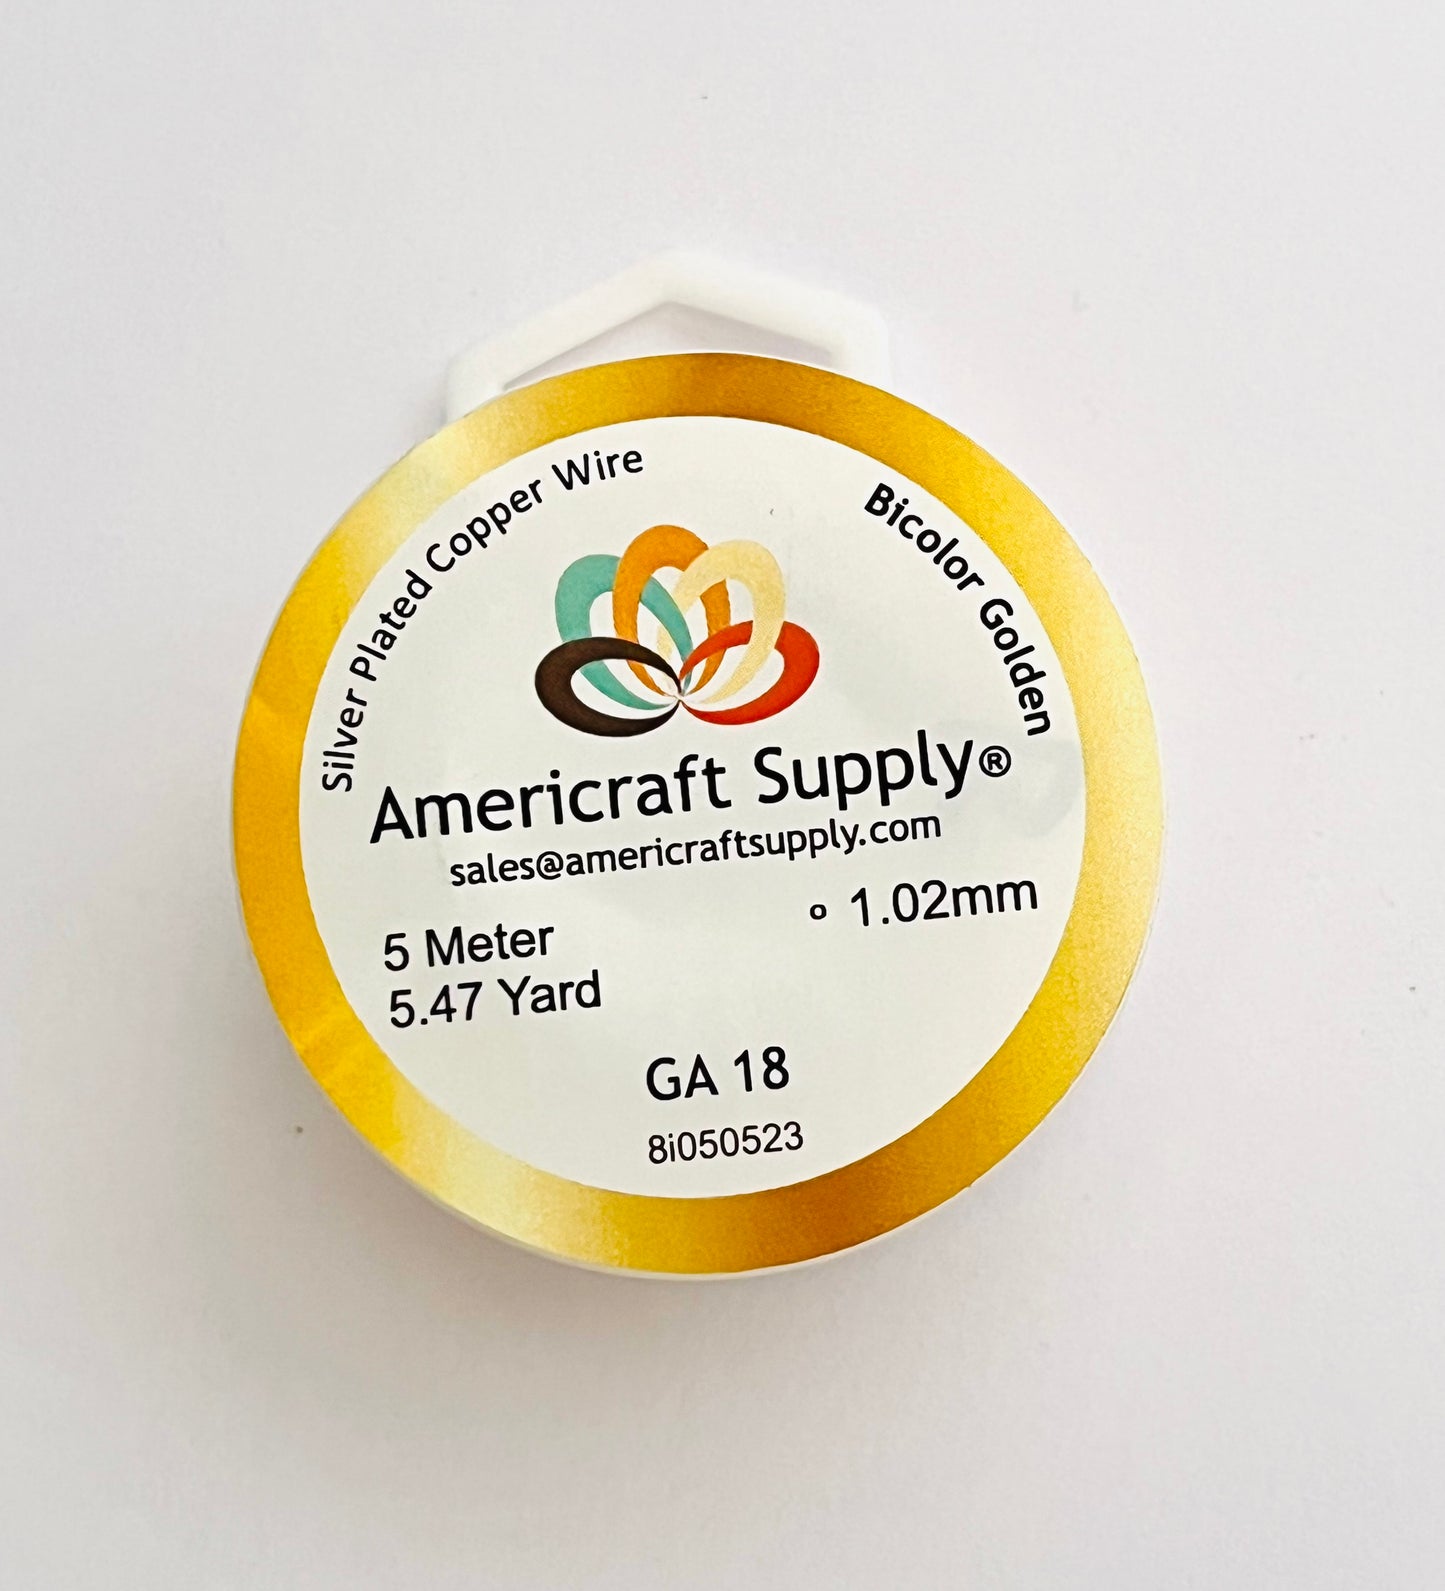 Silver Plated Copper Wire
Bicolor Golden
Americraft Supply®
sales@americraftsupply.com
5 Meter
5.47 Yard
° 1.02mm
GA 18
8i050523